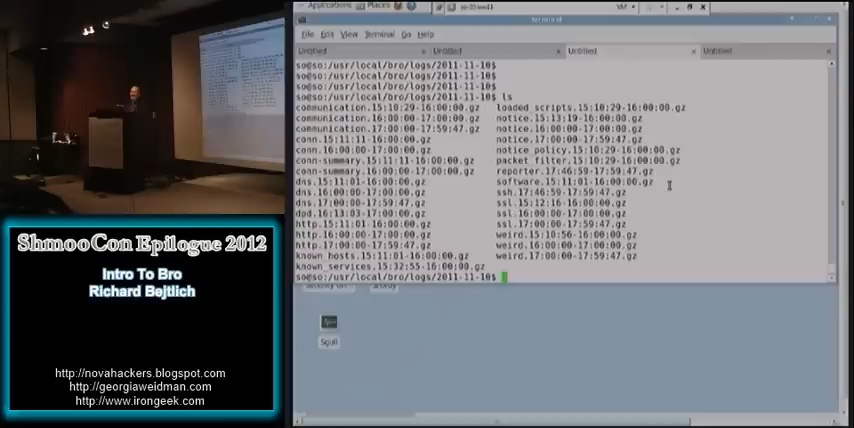 Applications Places
so-bsww11
VM
Terminal
File Edit View Terminal Go Help
Untitled Untitled Untitled Untitled
so@so:/usr/local/bro/logs/2011-11-10$
so@so:/usr/local/bro/logs/2011-11-10$
so@so:/usr/local/bro/logs/2011-11-10$
so@so:/usr/local/bro/logs/2011-11-10$ ls
communication.15:10:29-16:00:00.gz loaded_scripts.15:10:29-16:00:00.gz
communication.16:00:00-17:00:00.gz notice.15:13:19-16:00:00.gz
communication.17:00:00-17:59:47.gz notice.16:00:00-17:00:00.gz
conn.15:11:11-16:00:00.gz notice.17:00:00-17:59:47.gz
conn.16:00:00-17:00:00.gz notice_policy.15:10:29-16:00:00.gz
conn-summary.15:11:11-16:00:00.gz packet_filter.15:10:29-16:00:00.gz
conn-summary.16:00:00-17:00:00.gz reporter.17:46:59-17:59:47.gz
dns.15:11:01-16:00:00.gz software.15:11:01-16:00:00.gz
dns.16:00:00-17:00:00.gz ssh.17:46:59-17:59:47.gz
dns.17:00:00-17:59:47.gz ssl.15:12:16-16:00:00.gz
dpd.16:13:03-17:00:00.gz ssl.16:00:00-17:00:00.gz
http.15:11:01-16:00:00.gz ssl.17:00:00-17:59:47.gz
http.16:00:00-17:00:00.gz weird.15:10:56-16:00:00.gz
http.17:00:00-17:59:47.gz weird.16:00:00-17:00:00.gz
known_hosts.15:11:01-16:00:00.gz weird.17:00:00-17:59:47.gz
known_services.15:32:55-16:00:00.gz
so@so:/usr/local/bro/logs/2011-11-10$
Squil
ShmooCon Epilogue 2012
Intro To Bro
Richard Bejtlich
http://novahackers.blogspot.com
http://georgiaweidman.com
http://www.irongeek.com